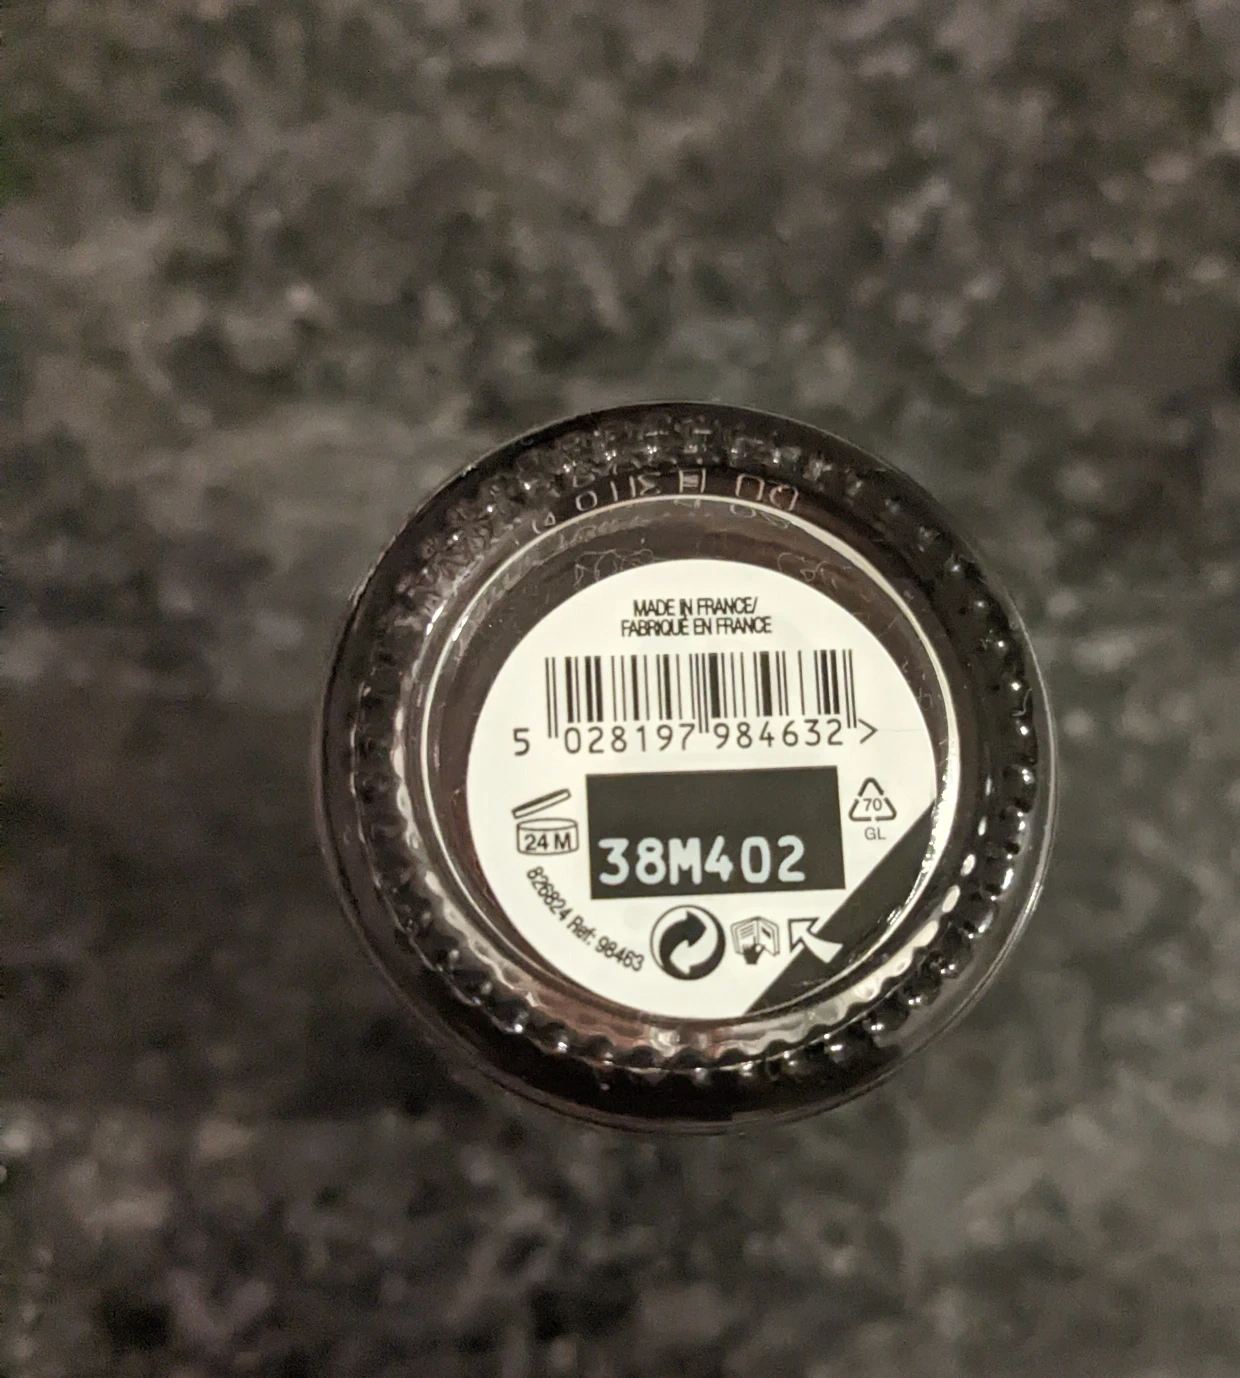 MADE IN FRANCE/
FABRIQUÉ EN FRANCE
5 028197 984632 >
70
GL
24 M
38M402
826824 Ref: 98463